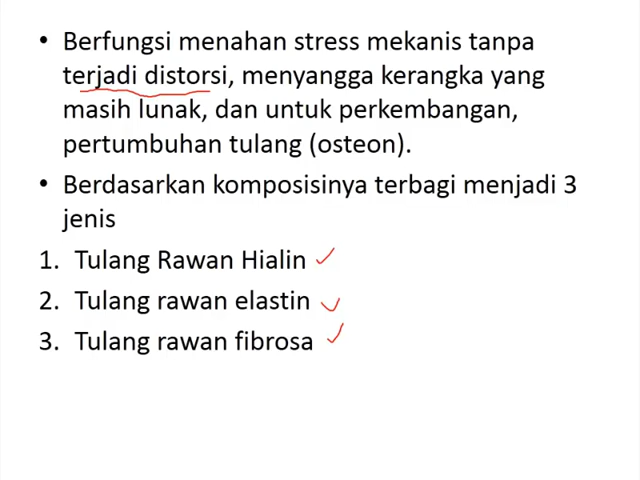 • Berfungsi menahan stress mekanis tanpa
terjadi distorsi, menyangga kerangka yang
masih lunak, dan untuk perkembangan,
pertumbuhan tulang (osteon).
• Berdasarkan komposisinya terbagi menjadi 3
jenis
1. Tulang Rawan Hialin
2. Tulang rawan elastin
3. Tulang rawan fibrosa